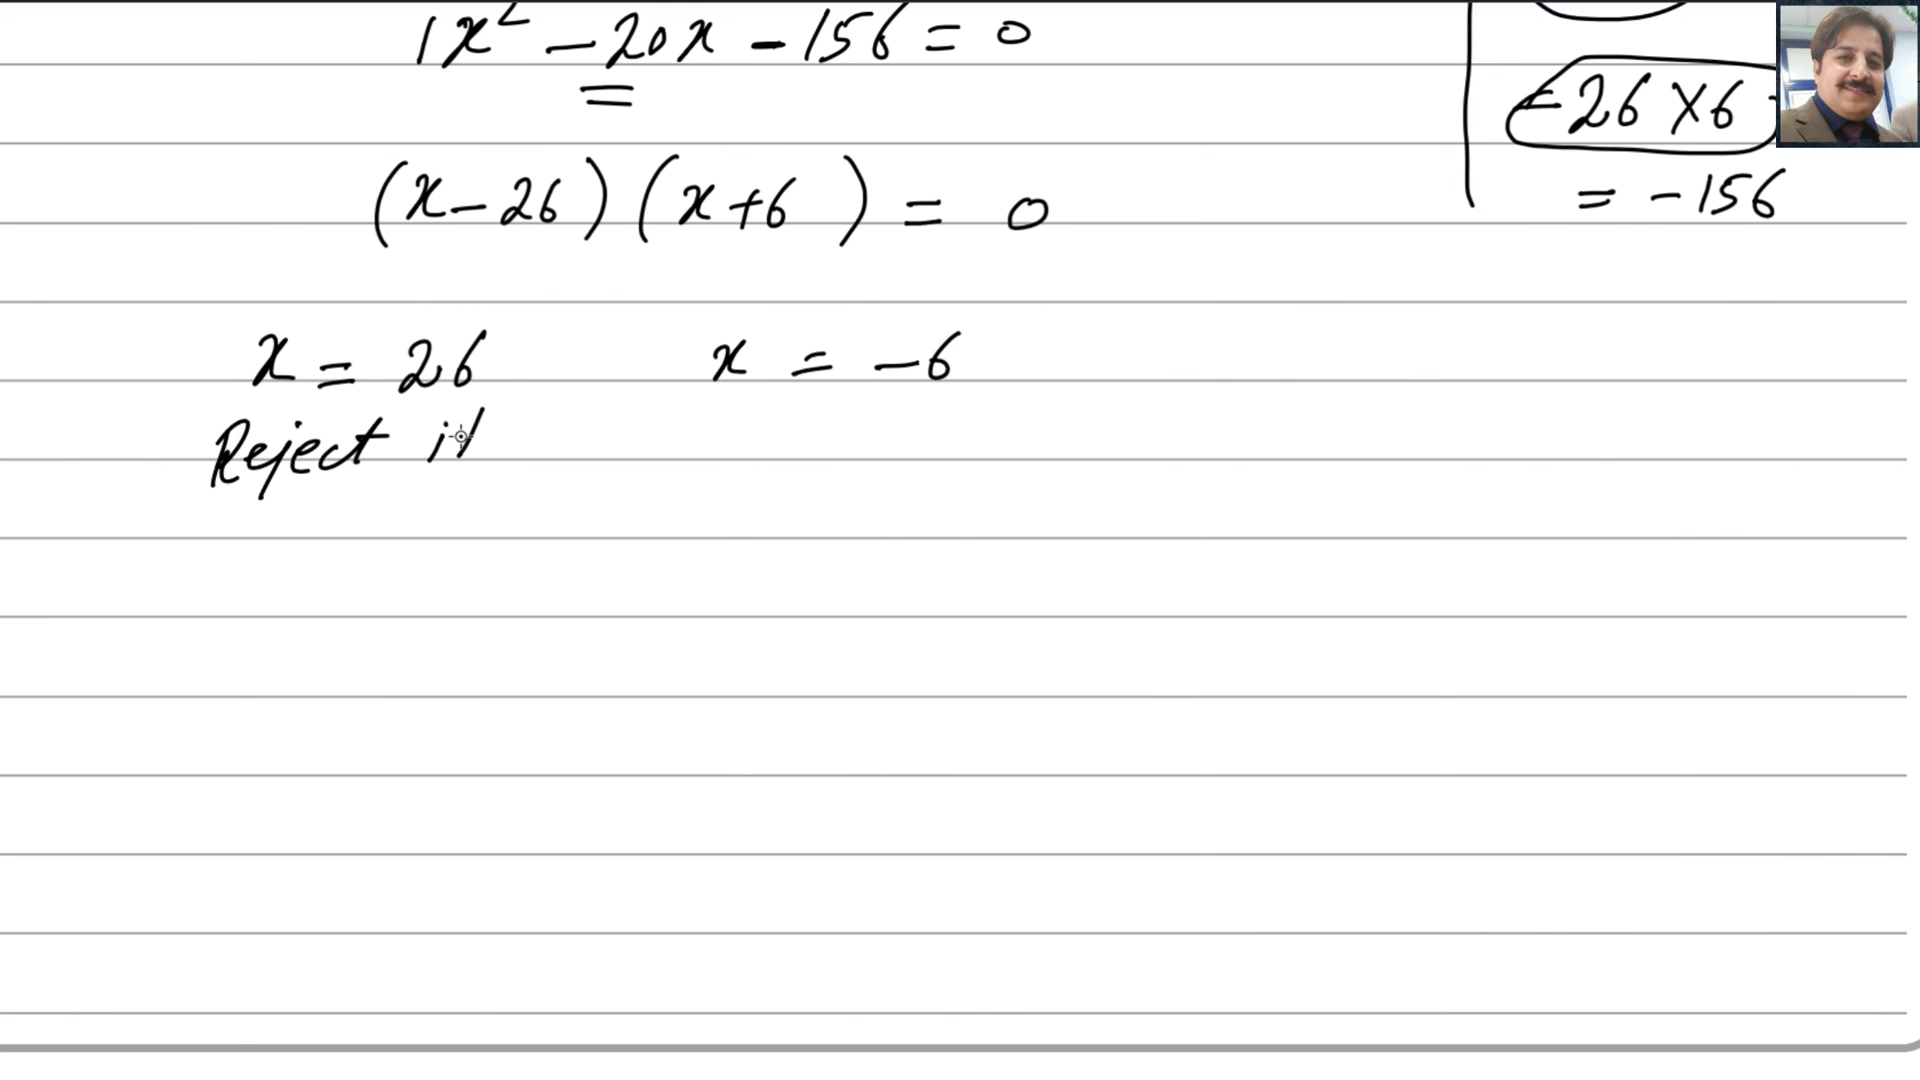 1x² - 20x - 156 = 0
(x - 26) (x + 6) = 0
x = 26 x = -6
Reject it
-26 × 6
= -156